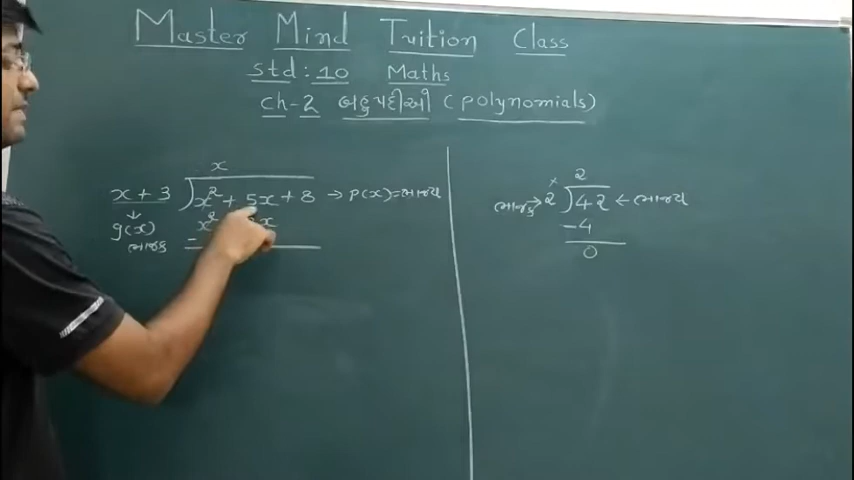 Master Mind Tuition Class
std : 10 Maths
ch-2 બહુપદીઓ (polynomials)
x
x + 3 ) x² + 5x + 8 → P(x) = ભાજ્ય
↓
g(x)
ભાજક
x²
x
-
2
ભાજક → 2 ) 42 ← ભાજ્ય
-4
0